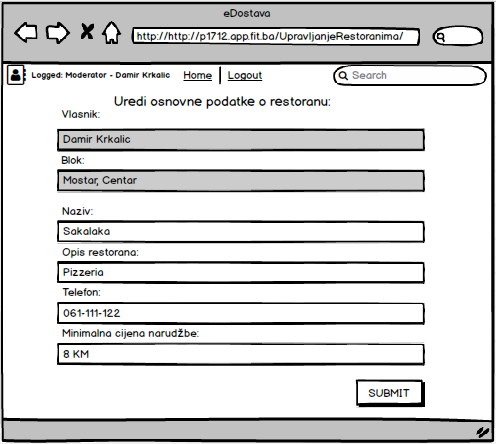 eDostava
http://http://p1712.app.fit.ba/UpravljanjeRestoranima/
Logged: Moderator - Damir Krkalic Home Logout Search
Uredi osnovne podatke o restoranu:
Vlasnik:
Damir Krkalic
Blok:
Mostar, Centar
Naziv:
Sakalaka
Opis restorana:
Pizzeria
Telefon:
061-111-122
Minimalna cijena narudžbe:
8 KM
SUBMIT